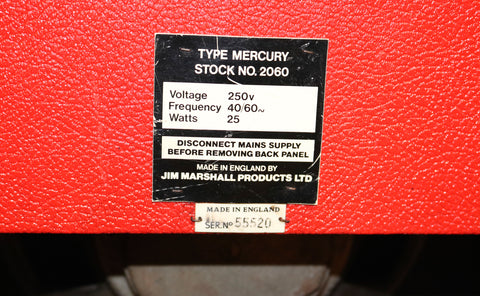 TYPE MERCURY
STOCK NO. 2060
Voltage 250v
Frequency 40/60~
Watts 25
DISCONNECT MAINS SUPPLY
BEFORE REMOVING BACK PANEL
MADE IN ENGLAND BY
JIM MARSHALL PRODUCTS LTD
MADE IN ENGLAND
SER.Nº 55520